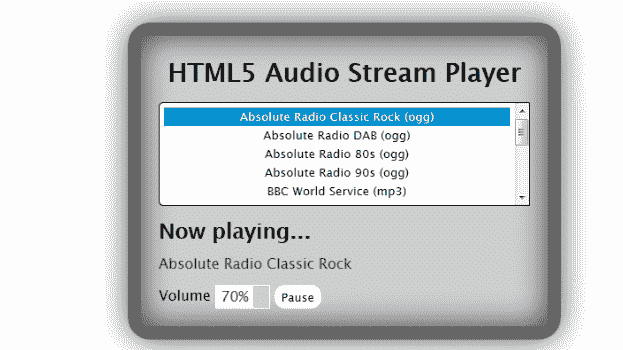 HTML5 Audio Stream Player
Absolute Radio Classic Rock (ogg)
Absolute Radio DAB (ogg)
Absolute Radio 80s (ogg)
Absolute Radio 90s (ogg)
BBC World Service (mp3)
Now playing...
Absolute Radio Classic Rock
Volume 70% Pause